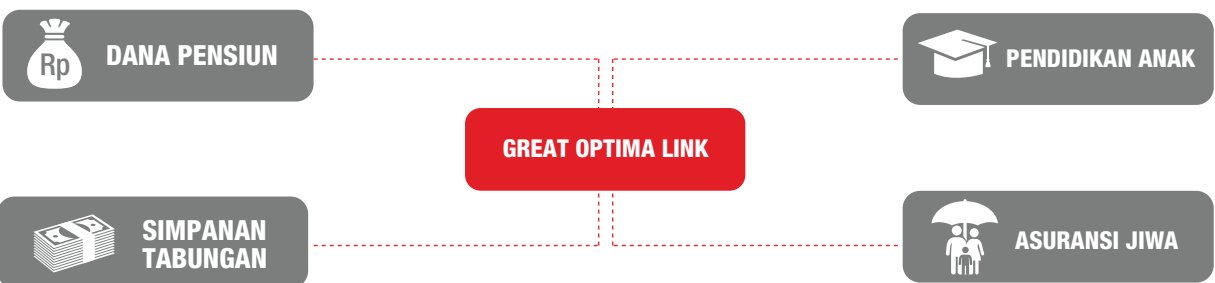 Rp
DANA PENSIUN
PENDIDIKAN ANAK
GREAT OPTIMA LINK
SIMPANAN
TABUNGAN
ASURANSI JIWA